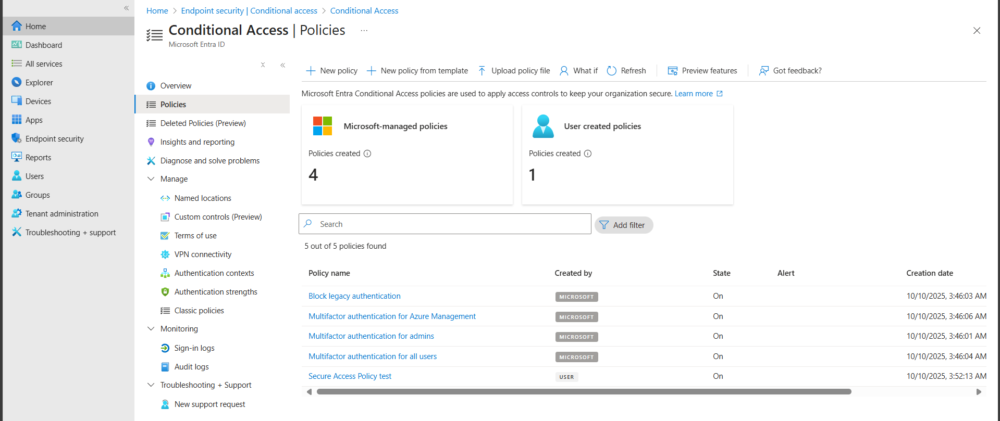 Home
Dashboard
All services
Explorer
Devices
Apps
Endpoint security
Reports
Users
Groups
Tenant administration
Troubleshooting + support
Home > Endpoint security | Conditional access > Conditional Access
Conditional Access | Policies ...
Microsoft Entra ID
Overview
Policies
Deleted Policies (Preview)
Insights and reporting
Diagnose and solve problems
Manage
Named locations
Custom controls (Preview)
Terms of use
VPN connectivity
Authentication contexts
Authentication strengths
Classic policies
Monitoring
Sign-in logs
Audit logs
Troubleshooting + Support
New support request
New policy New policy from template Upload policy file What if Refresh Preview features Got feedback?
Microsoft Entra Conditional Access policies are used to apply access controls to keep your organization secure. Learn more
Microsoft-managed policies
Policies created
4
User created policies
Policies created
1
Search Add filter
5 out of 5 policies found
Policy name Created by State Alert Creation date
Block legacy authentication MICROSOFT On 10/10/2025, 3:46:03 AM
Multifactor authentication for Azure Management MICROSOFT On 10/10/2025, 3:46:06 AM
Multifactor authentication for admins MICROSOFT On 10/10/2025, 3:46:01 AM
Multifactor authentication for all users MICROSOFT On 10/10/2025, 3:46:04 AM
Secure Access Policy test USER On 10/10/2025, 3:52:13 AM